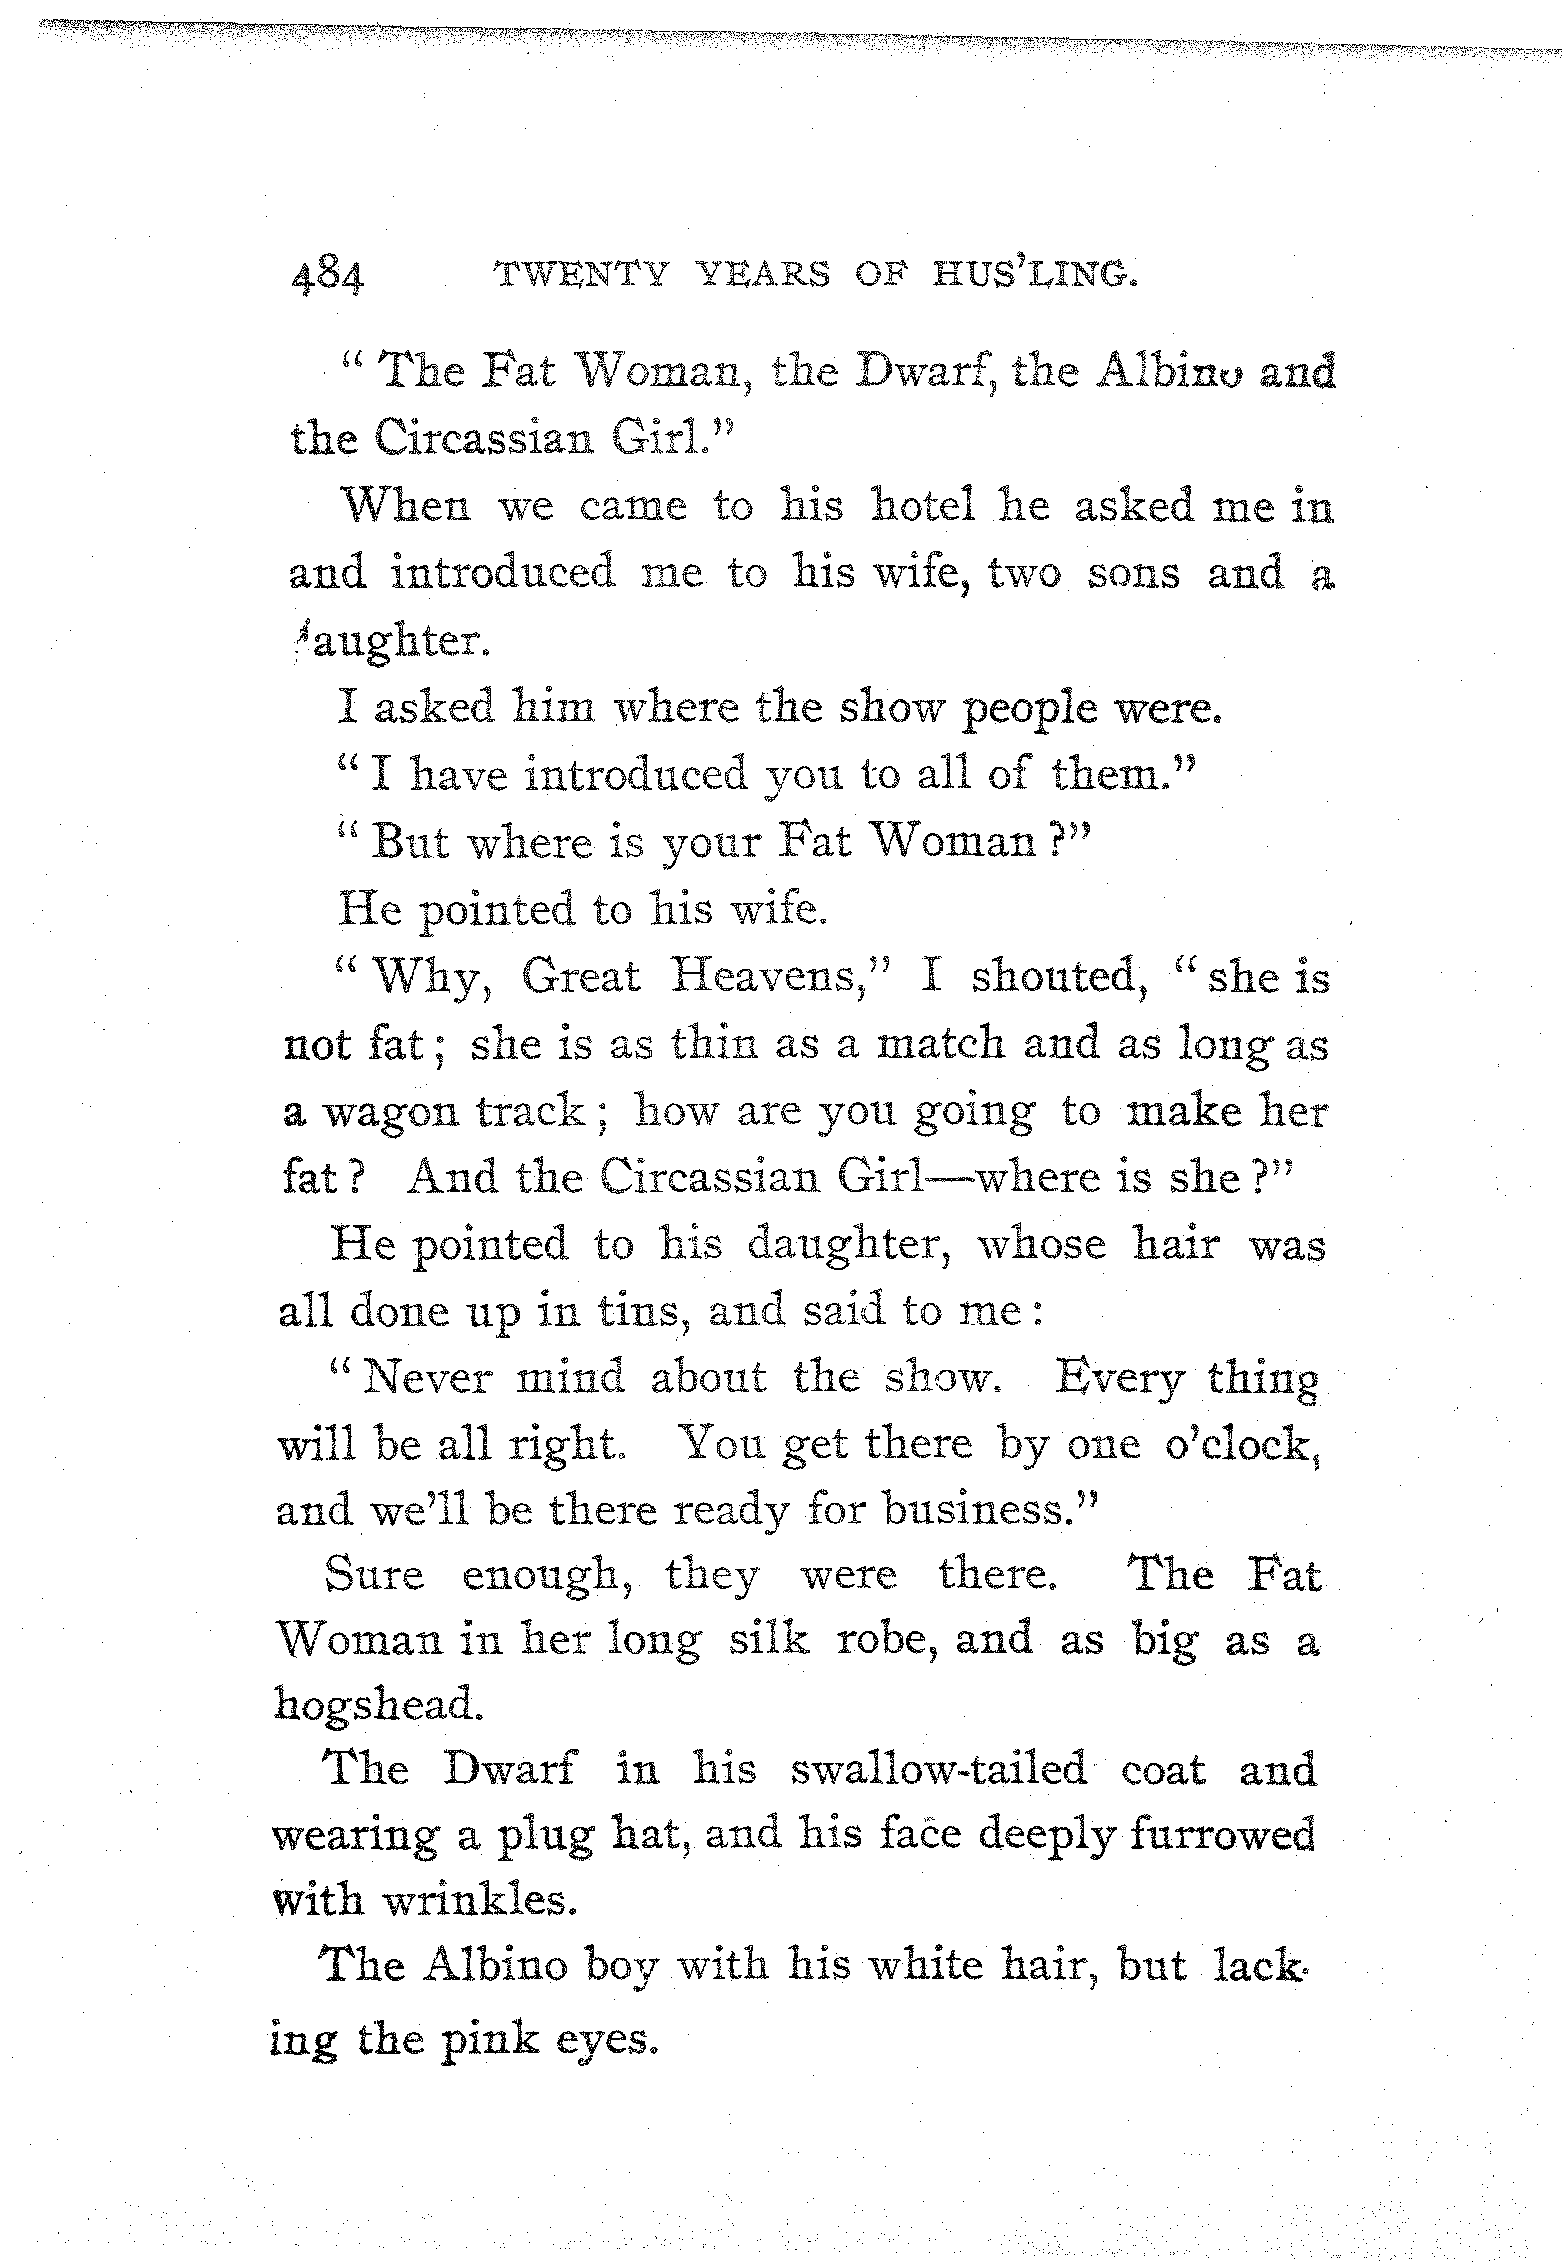 484 TWENTY YEARS OF HUS'LING.
“ The Fat Woman, the Dwarf, the Albino and
the Circassian Girl.”
When we came to his hotel he asked me in
and introduced me to his wife, two sons and a
daughter.
I asked him where the show people were.
“ I have introduced you to all of them.”
“ But where is your Fat Woman ?”
He pointed to his wife.
“ Why, Great Heavens,” I shouted, “ she is
not fat ; she is as thin as a match and as long as
a wagon track ; how are you going to make her
fat ? And the Circassian Girl—where is she ?”
He pointed to his daughter, whose hair was
all done up in tins, and said to me :
“ Never mind about the show. Every thing
will be all right. You get there by one o'clock,
and we'll be there ready for business.”
Sure enough, they were there. The Fat
Woman in her long silk robe, and as big as a
hogshead.
The Dwarf in his swallow-tailed coat and
wearing a plug hat, and his face deeply furrowed
with wrinkles.
The Albino boy with his white hair, but lack-
ing the pink eyes.